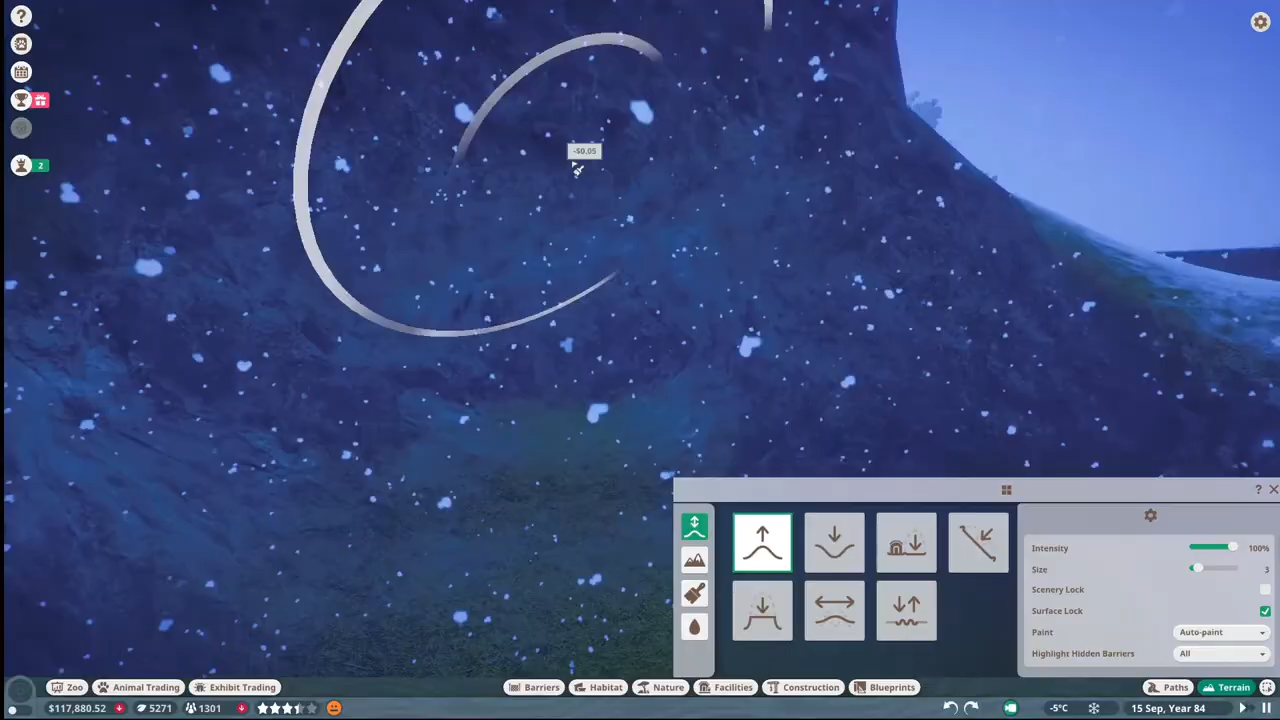 ?
2
-$0.05
? ✕
Intensity 100%
Size 3
Scenery Lock
Surface Lock
Paint Auto-paint
Highlight Hidden Barriers All
Zoo Animal Trading Exhibit Trading Barriers Habitat Nature Facilities Construction Blueprints Paths Terrain
$117,880.52 5271 1301 -5°C 15 Sep, Year 84